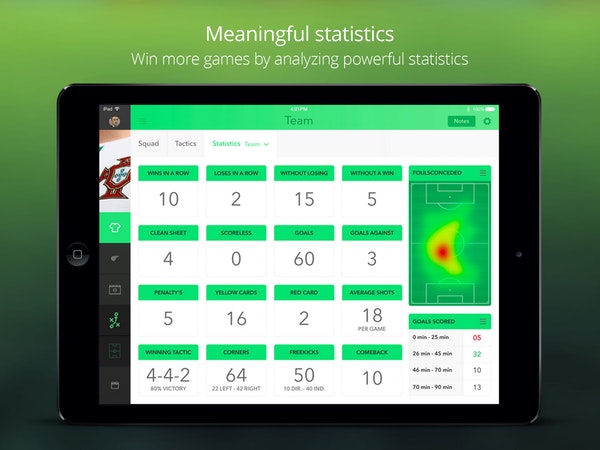 Meaningful statistics
Win more games by analyzing powerful statistics
iPad
4:21PM
100%
Team
Notes
Squad
Tactics
Statistics Team
WINS IN A ROW
10
LOSES IN A ROW
2
WITHOUT LOSING
15
WITHOUT A WIN
5
FOULSCONCEDED
CLEAN SHEET
4
SCORELESS
0
GOALS
60
GOALS AGAINST
3
PENALTY'S
5
YELLOW CARDS
16
RED CARD
2
AVERAGE SHOTS
18
PER GAME
WINNING TACTIC
4-4-2
80% VICTORY
CORNERS
64
22 LEFT - 42 RIGHT
FREEKICKS
50
10 DIR. - 40 IND.
COMEBACK
10
GOALS SCORED
0 min - 25 min 05
26 min - 45 min 32
46 min - 70 min 10
70 min - 90 min 13